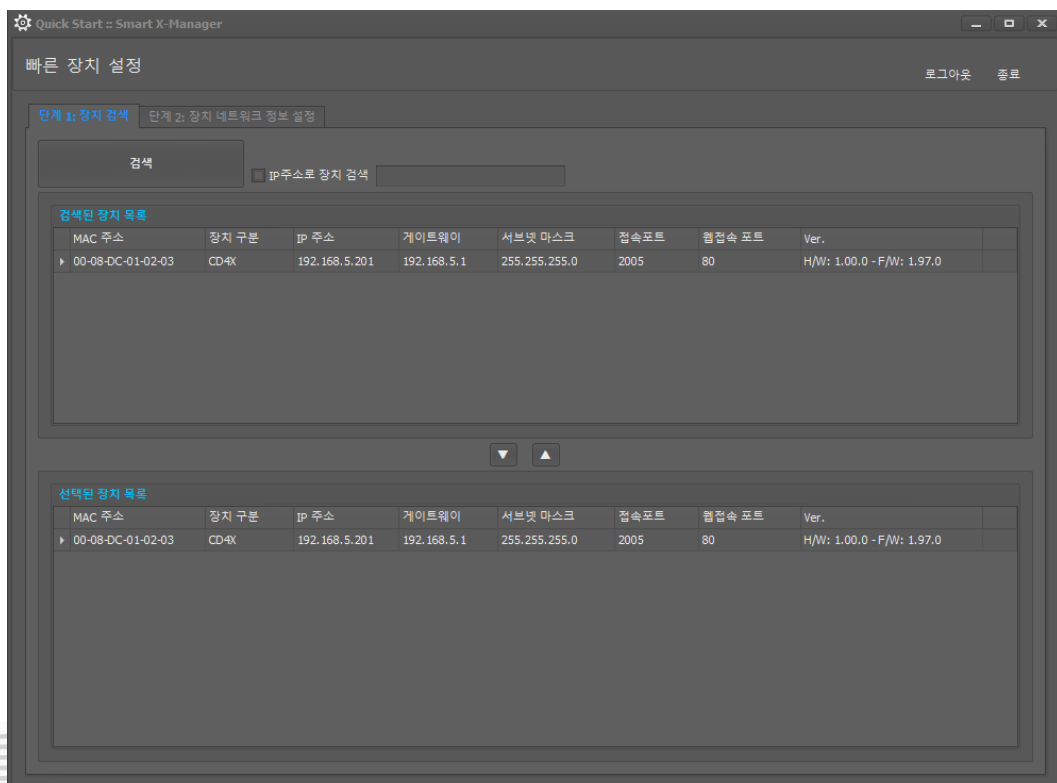 Quick Start :: Smart X-Manager
빠른 장치 설정
로그아웃 종료
단계 1: 장치 검색 단계 2: 장치 네트워크 정보 설정
검색
IP주소로 장치 검색
검색된 장치 목록
MAC 주소 장치 구분 IP 주소 게이트웨이 서브넷 마스크 접속포트 웹접속 포트 Ver.
00-08-DC-01-02-03 CD4X 192.168.5.201 192.168.5.1 255.255.255.0 2005 80 H/W: 1.00.0 - F/W: 1.97.0
선택된 장치 목록
MAC 주소 장치 구분 IP 주소 게이트웨이 서브넷 마스크 접속포트 웹접속 포트 Ver.
00-08-DC-01-02-03 CD4X 192.168.5.201 192.168.5.1 255.255.255.0 2005 80 H/W: 1.00.0 - F/W: 1.97.0